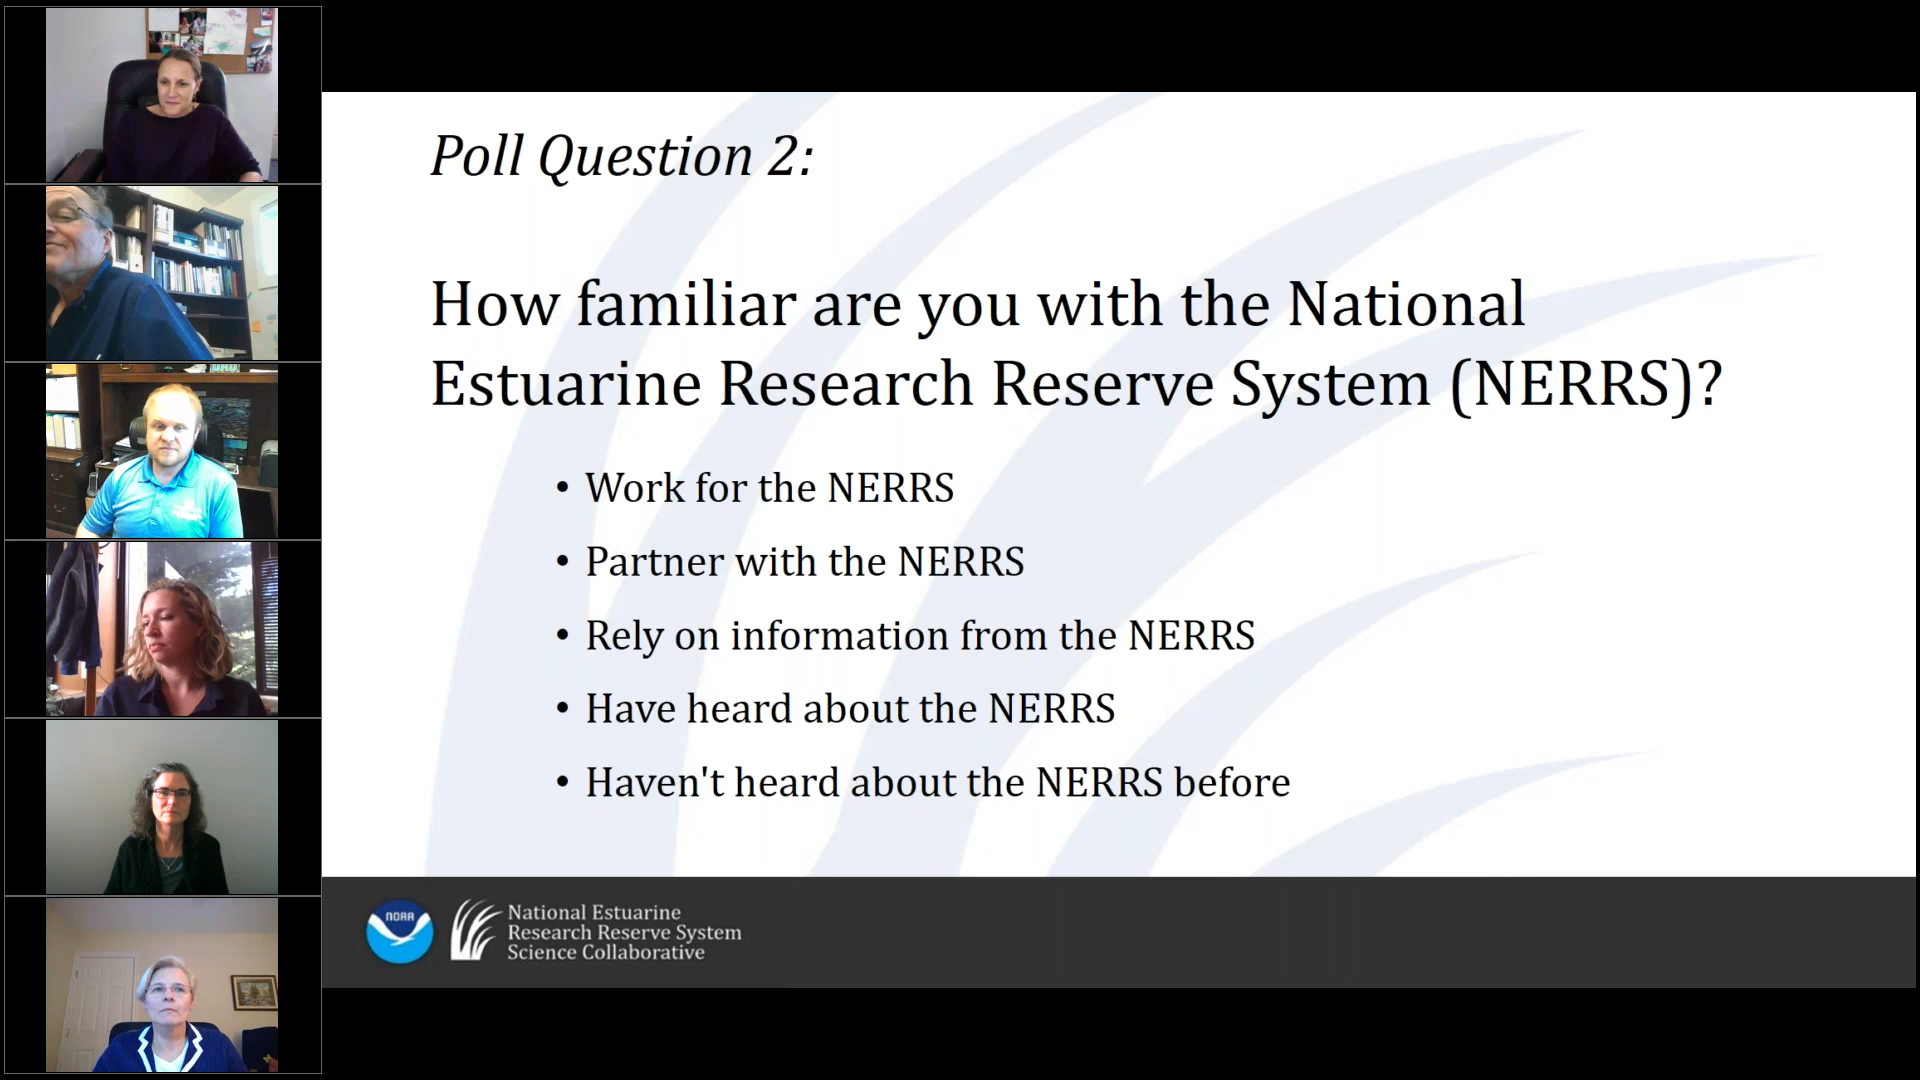 Poll Question 2:
How familiar are you with the National
Estuarine Research Reserve System (NERRS)?
• Work for the NERRS
• Partner with the NERRS
• Rely on information from the NERRS
• Have heard about the NERRS
• Haven't heard about the NERRS before
NOAA
National Estuarine
Research Reserve System
Science Collaborative